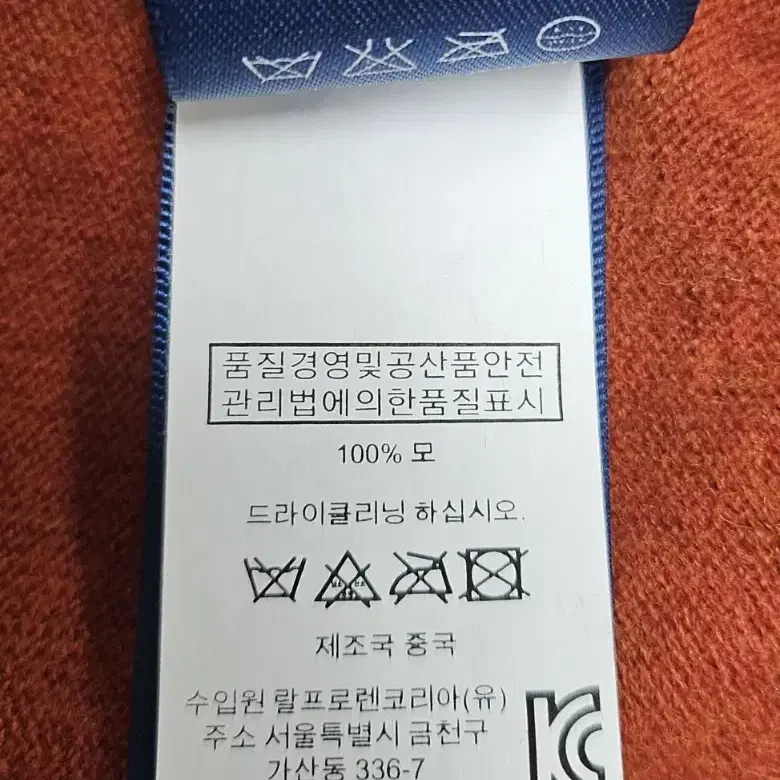 품질경영및공산품안전
관리법에의한품질표시
100% 모
드라이클리닝 하십시오.
제조국 중국
수입원 랄프로렌코리아(유)
주소 서울특별시 금천구
가산동 336-7